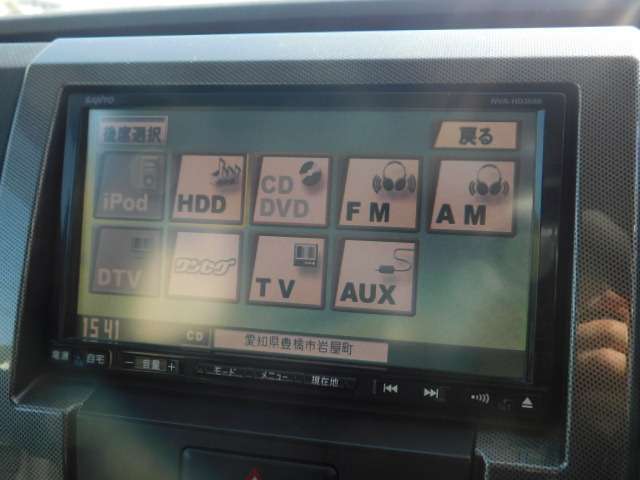 SANYO
後席選択
戻る
iPod
HDD
CD
DVD
FM
AM
DTV
ワンセグ
TV
AUX
15:41
CD
愛知県豊橋市岩屋町
電源
自宅
− 音量 +
モード
メニュー
現在地